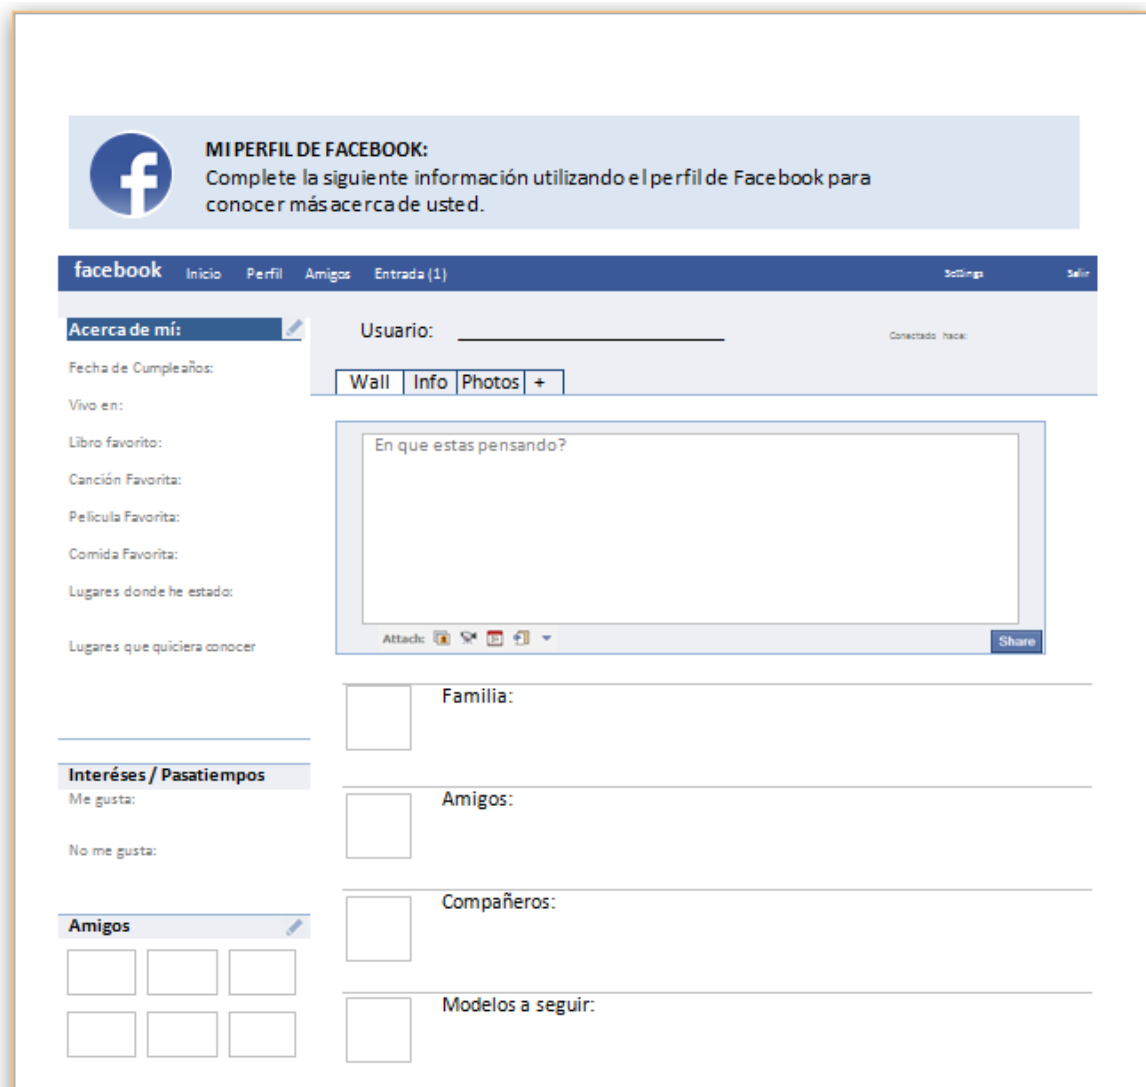 MI PERFIL DE FACEBOOK:
Complete la siguiente información utilizando el perfil de Facebook para
conocer más acerca de usted.
facebook Inicio Perfil Amigos Entrada (1) Settings Salir
Acerca de mí:
Fecha de Cumpleaños:
Vivo en:
Libro favorito:
Canción Favorita:
Pelicula Favorita:
Comida Favorita:
Lugares donde he estado:
Lugares que quiciera conocer
Interéses / Pasatiempos
Me gusta:
No me gusta:
Amigos
Usuario:
Conectado hace:
Wall Info Photos +
En que estas pensando?
Attach:
Share
Familia:
Amigos:
Compañeros:
Modelos a seguir: